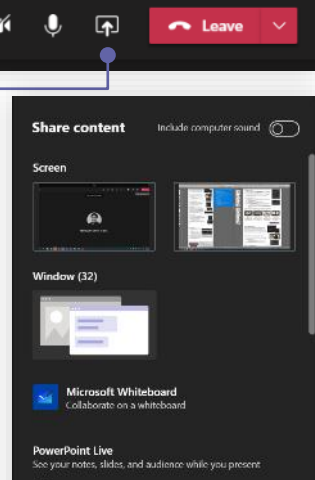 Leave
Share content
Include computer sound
Screen
Window (32)
Microsoft Whiteboard
Collaborate on a whiteboard
PowerPoint Live
See your notes, slides, and audience while you present